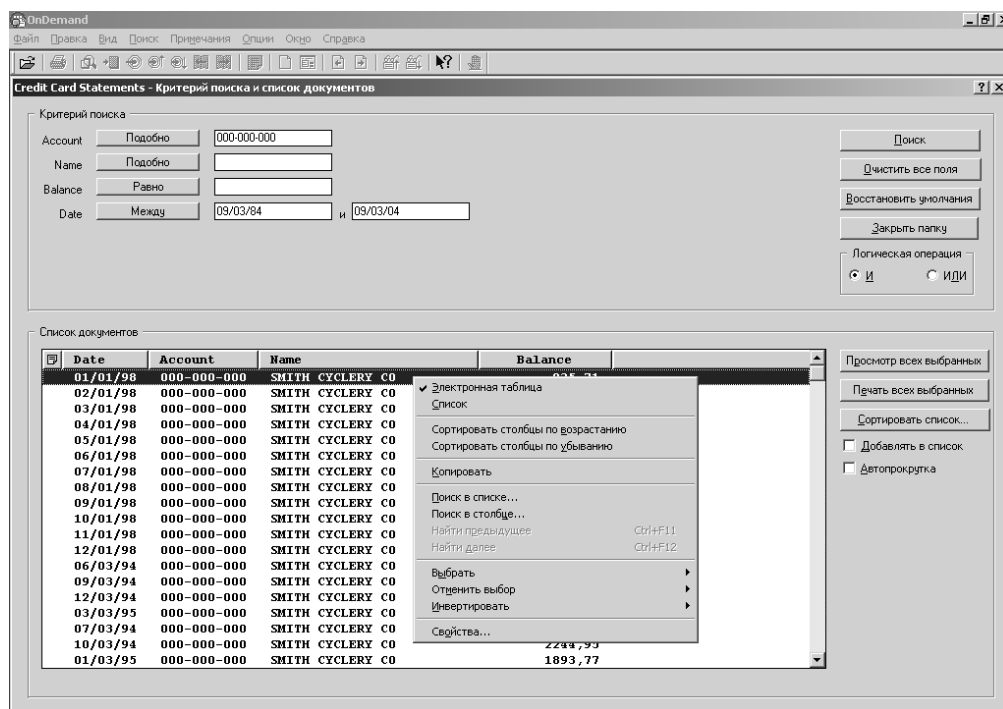 OnDemand
Файл Правка Вид Поиск Примечания Опции Окно Справка
Credit Card Statements - Критерий поиска и список документов
Критерий поиска
Account Подобно 000-000-000
Поиск
Name Подобно
Очистить все поля
Balance Равно
Восстановить умолчания
Date Между 09/03/84 и 09/03/04
Закрыть папку
Логическая операция
И ИЛИ
Список документов
Date Account Name Balance
01/01/98 000-000-000 SMITH CYCLERY CO
02/01/98 000-000-000 SMITH CYCLERY CO
03/01/98 000-000-000 SMITH CYCLERY CO
04/01/98 000-000-000 SMITH CYCLERY CO
05/01/98 000-000-000 SMITH CYCLERY CO
06/01/98 000-000-000 SMITH CYCLERY CO
07/01/98 000-000-000 SMITH CYCLERY CO
08/01/98 000-000-000 SMITH CYCLERY CO
09/01/98 000-000-000 SMITH CYCLERY CO
10/01/98 000-000-000 SMITH CYCLERY CO
11/01/98 000-000-000 SMITH CYCLERY CO
12/01/98 000-000-000 SMITH CYCLERY CO
06/03/94 000-000-000 SMITH CYCLERY CO
09/03/94 000-000-000 SMITH CYCLERY CO
12/03/94 000-000-000 SMITH CYCLERY CO
03/03/95 000-000-000 SMITH CYCLERY CO
07/03/94 000-000-000 SMITH CYCLERY CO
10/03/94 000-000-000 SMITH CYCLERY CO 2244,95
01/03/95 000-000-000 SMITH CYCLERY CO 1893,77
Электронная таблица
Список
Сортировать столбцы по возрастанию
Сортировать столбцы по убыванию
Копировать
Поиск в списке...
Поиск в столбце...
Найти предыдущее Ctrl+F11
Найти далее Ctrl+F12
Выбрать
Отменить выбор
Инвертировать
Свойства...
Просмотр всех выбранных
Печать всех выбранных
Сортировать список...
Добавлять в список
Автопрокрутка